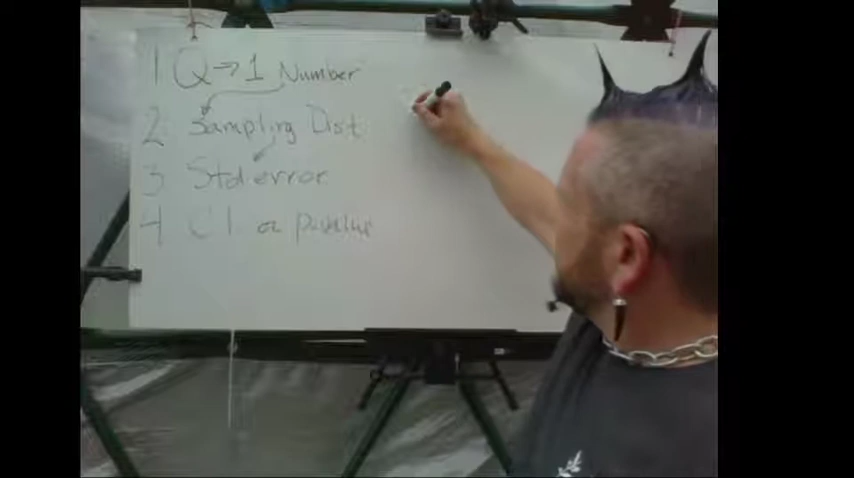 1 Q → 1 Number
2 Sampling Dist
3 Std. error
4 CI or pvalue